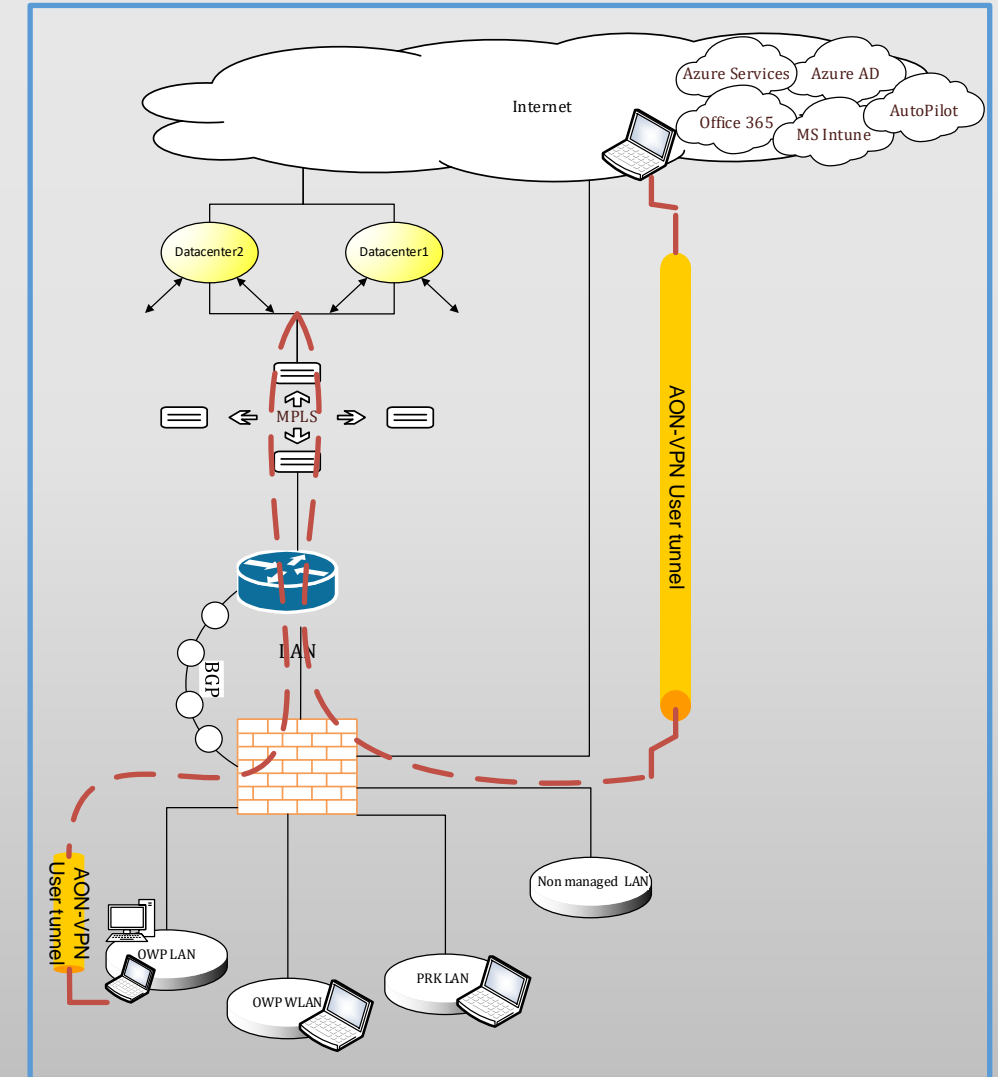 Azure Services
Azure AD
Internet
AutoPilot
Office 365
MS Intune
Datacenter2
Datacenter1
MPLS
AON-VPN User tunnel
LAN
BGP
AON-VPN
User tunnel
Non managed LAN
OWP LAN
PRK LAN
OWP WLAN